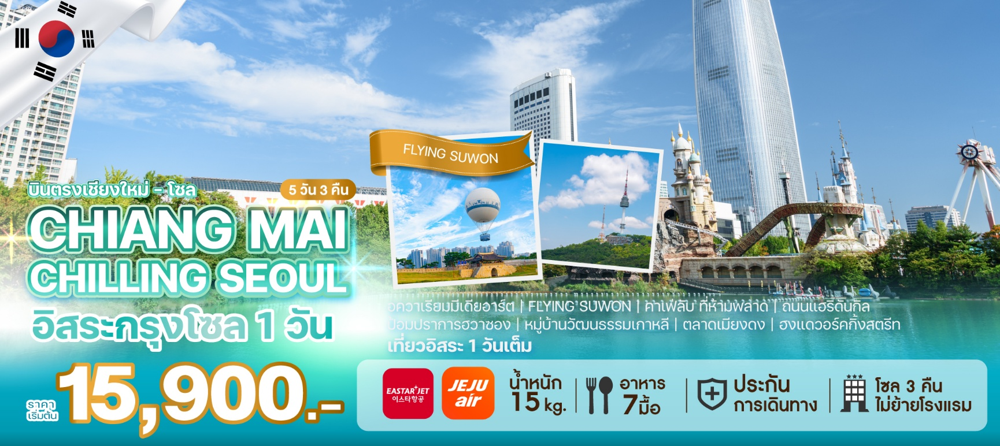 บินตรงเชียงใหม่ - โซล
5 วัน 3 คืน
CHIANG MAI
CHILLING SEOUL
อิสระกรุงโซล 1 วัน
ราคา
เริ่มต้น
15,900.-
FLYING SUWON
อควาเรียมมีเดียอาร์ต | FLYING SUWON | คาเฟ่ลับ ที่ห้ามพลาด | ถนนแฮริดันกิล
ป้อมปราการฮวาซอง | หมู่บ้านวัฒนธรรมเกาหลี | ตลาดเมียงดง | ฮงแดวอร์คกิ้งสตรีท
เที่ยวอิสระ 1 วันเต็ม
EASTAR JET
이스타항공
JEJU
air
น้ำหนัก
15 kg.
อาหาร
7มื้อ
ประกัน
การเดินทาง
โซล 3 คืน
ไม่ย้ายโรงแรม